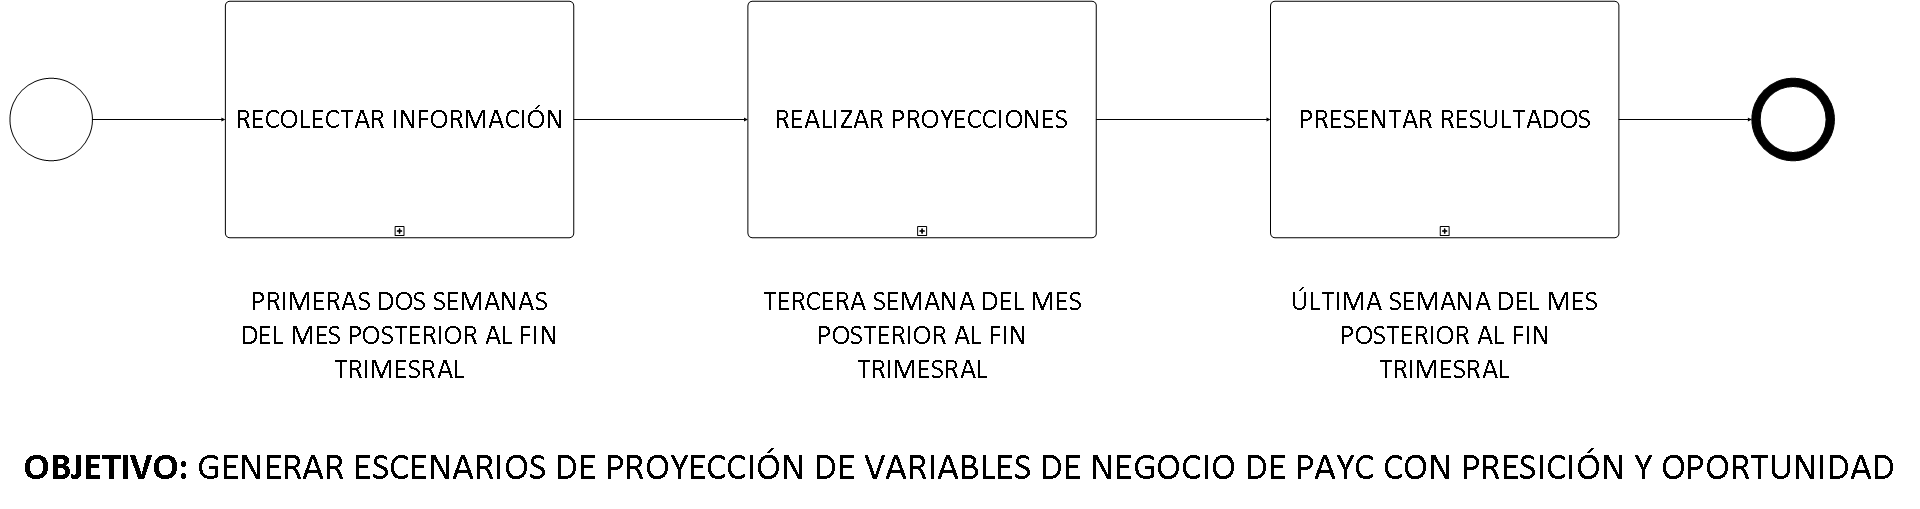 RECOLECTAR INFORMACIÓN
REALIZAR PROYECCIONES
PRESENTAR RESULTADOS
PRIMERAS DOS SEMANAS
DEL MES POSTERIOR AL FIN
TRIMESRAL
TERCERA SEMANA DEL MES
POSTERIOR AL FIN
TRIMESRAL
ÚLTIMA SEMANA DEL MES
POSTERIOR AL FIN
TRIMESRAL
OBJETIVO: GENERAR ESCENARIOS DE PROYECCIÓN DE VARIABLES DE NEGOCIO DE PAYC CON PRESICIÓN Y OPORTUNIDAD